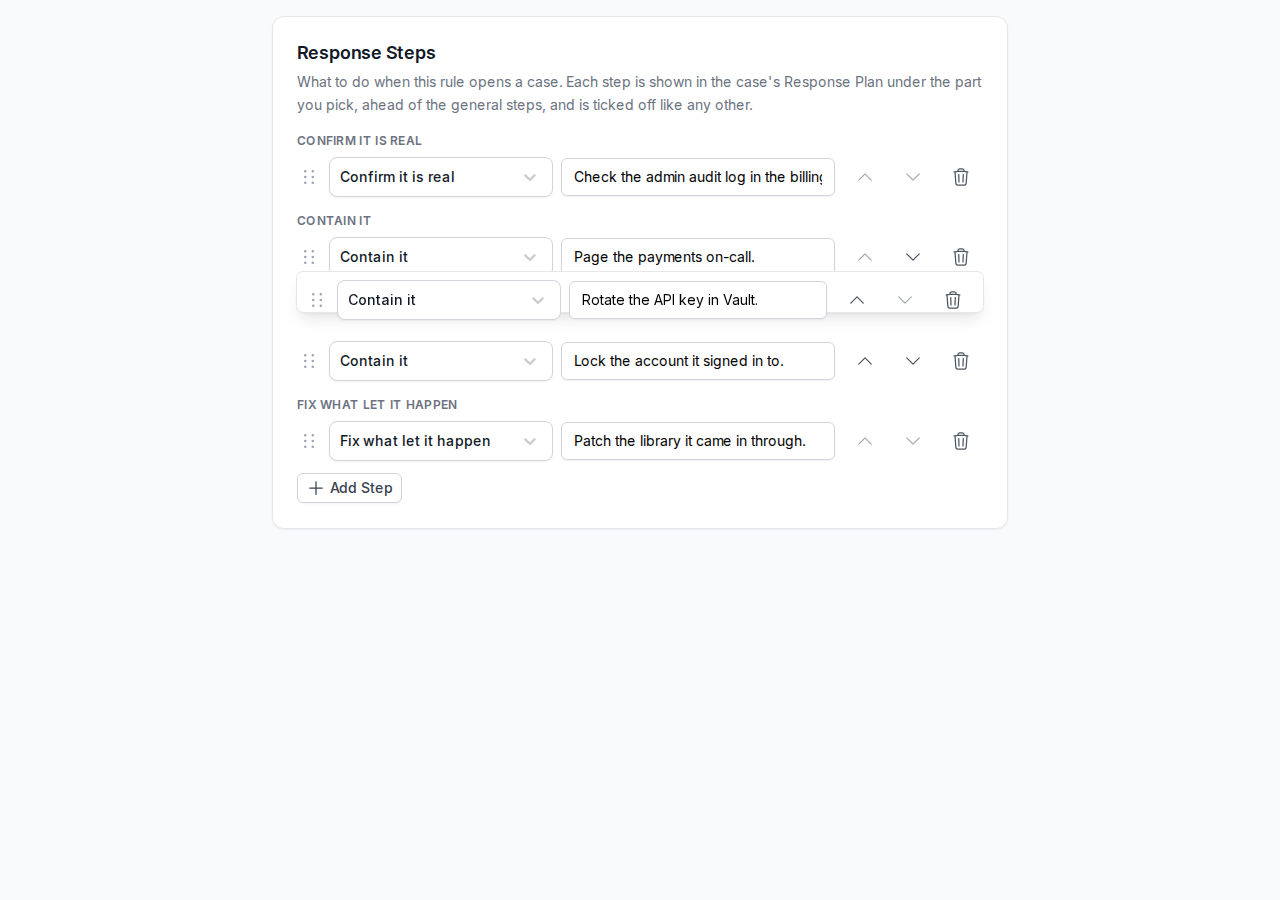 Response Steps
What to do when this rule opens a case. Each step is shown in the case's Response Plan under the part
you pick, ahead of the general steps, and is ticked off like any other.
CONFIRM IT IS REAL
Confirm it is real
Check the admin audit log in the billing
CONTAIN IT
Contain it
Page the payments on-call.
Contain it
Rotate the API key in Vault.
Contain it
Lock the account it signed in to.
FIX WHAT LET IT HAPPEN
Fix what let it happen
Patch the library it came in through.
Add Step